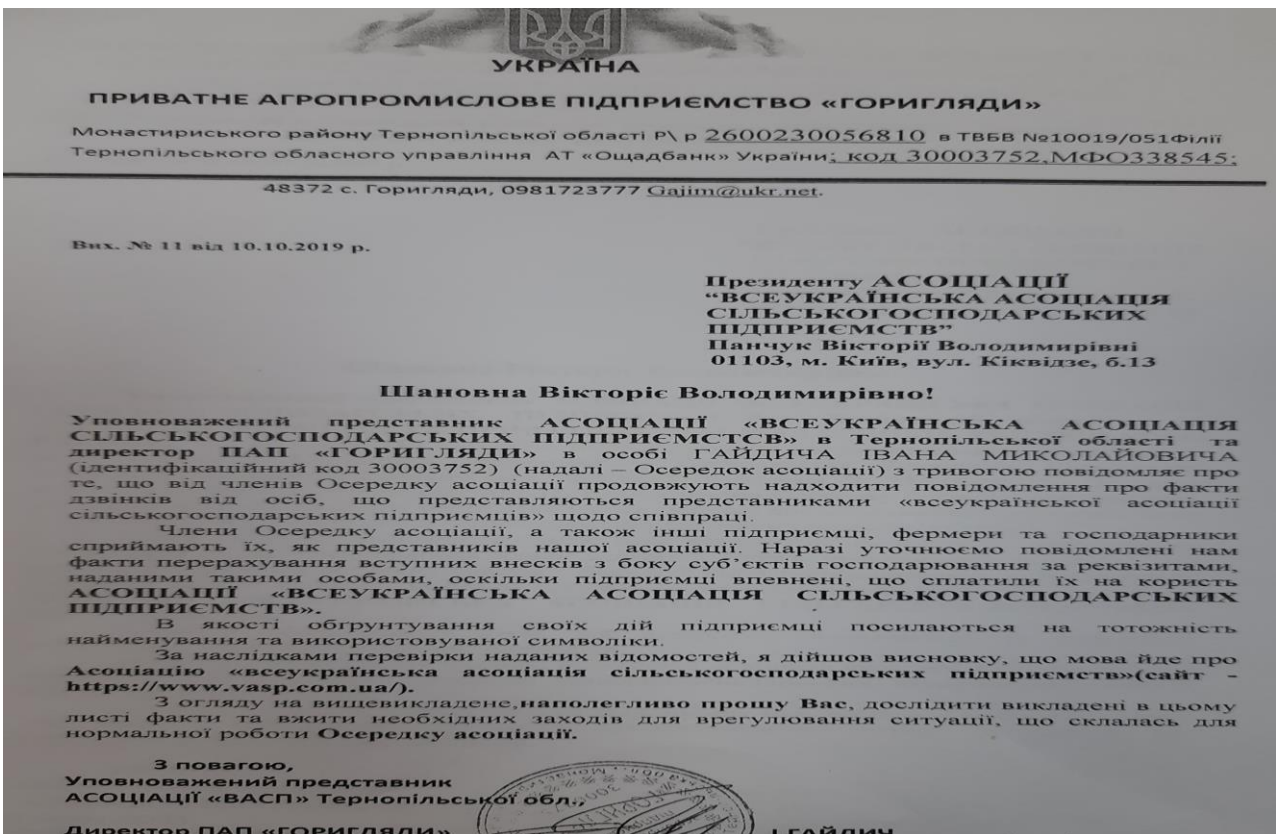 УКРАЇНА
ПРИВАТНЕ АГРОПРОМИСЛОВЕ ПІДПРИЄМСТВО «ГОРИГЛЯДИ»
Монастириського району Тернопільської області Р\ р 2600230056810 в ТВБВ №10019/051Філії
Тернопільського обласного управління АТ «Ощадбанк» України; код 30003752,МФО338545;
48372 с. Горигляди, 0981723777 Gajim@ukr.net.
Вих. № 11 від 10.10.2019 р.
Президенту АСОЦІАЦІЇ
“ВСЕУКРАЇНСЬКА АСОЦІАЦІЯ
СІЛЬСЬКОГОСПОДАРСЬКИХ
ПІДПРИЄМСТВ”
Панчук Вікторії Володимирівні
01103, м. Київ, вул. Кіквідзе, б.13
Шановна Вікторіє Володимирівно!
Уповноважений представник АСОЦІАЦІЇ «ВСЕУКРАЇНСЬКА АСОЦІАЦІЯ
СІЛЬСЬКОГОСПОДАРСЬКИХ ПІДПРИЄМСТСВ» в Тернопільській області та
директор ПАП «ГОРИГЛЯДИ» в особі ГАЙДИЧА ІВАНА МИКОЛАЙОВИЧА
(ідентифікаційний код 30003752) (надалі – Осередок асоціації) з тривогою повідомляє про
те, що від членів Осередку асоціації продовжують надходити повідомлення про факти
дзвінків від осіб, що представляються представниками «всеукраїнської асоціації
сільськогосподарських підприємців» щодо співпраці.
Члени Осередку асоціації, а також інші підприємці, фермери та господарники
сприймають їх, як представників нашої асоціації. Наразі уточнюємо повідомлені нам
факти перерахування вступних внесків з боку суб’єктів господарювання за реквізитами,
наданими такими особами, оскільки підприємці впевнені, що сплатили їх на користь
АСОЦІАЦІЇ «ВСЕУКРАЇНСЬКА АСОЦІАЦІЯ СІЛЬСЬКОГОСПОДАРСЬКИХ
ПІДПРИЄМСТВ».
В якості обґрунтування своїх дій підприємці посилаються на тотожність
найменування та використовуваної символіки.
За наслідками перевірки наданих відомостей, я дійшов висновку, що мова йде про
Асоціацію «всеукраїнська асоціація сільськогосподарських підприємств»(сайт -
https://www.vasp.com.ua/).
З огляду на вищевикладене,наполегливо прошу Вас, дослідити викладені в цьому
листі факти та вжити необхідних заходів для врегулювання ситуації, що склалась для
нормальної роботи Осередку асоціації.
З повагою,
Уповноважений представник
АСОЦІАЦІЇ «ВАСП» Тернопільської обл.,
Директор ПАП «ГОРИГЛЯДИ» І ГАЙДИЧ